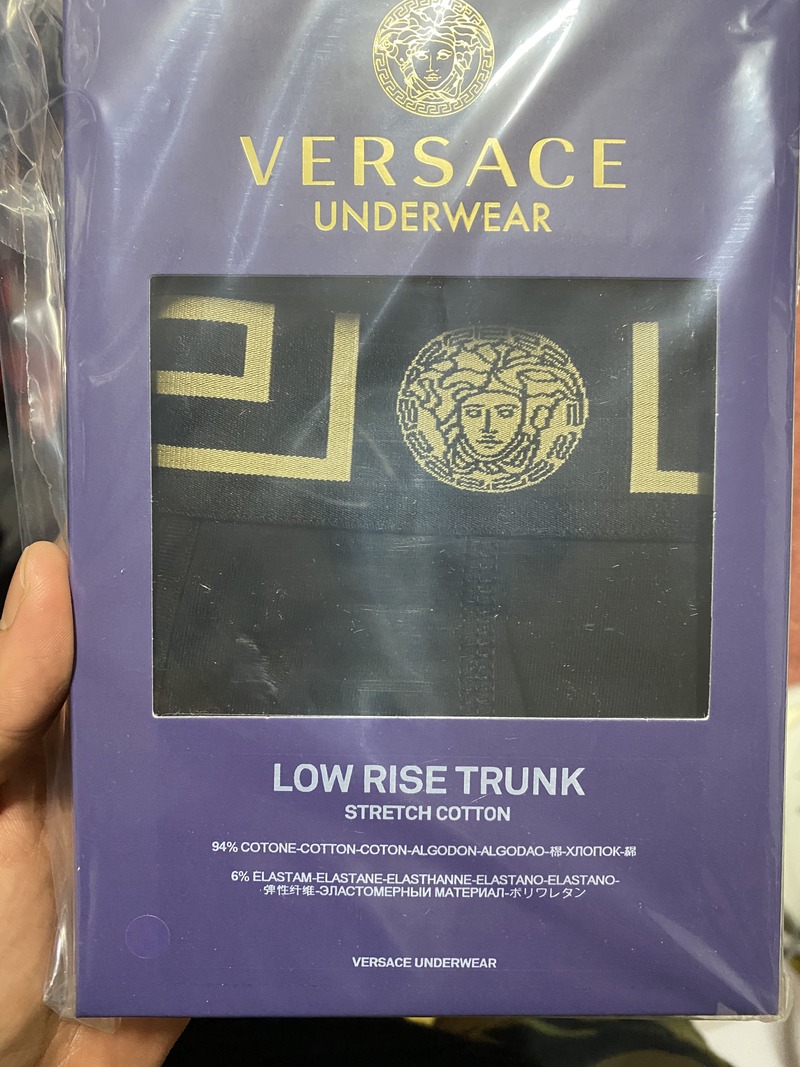 VERSACE
UNDERWEAR
LOW RISE TRUNK
STRETCH COTTON
94% COTONE-COTTON-COTON-ALGODON-ALGODAO-棉-ХЛОПОК-綿
6% ELASTAM-ELASTANE-ELASTHANNE-ELASTANO-ELASTANO-
弹性纤维-ЭЛАСТОМЕРНЫЙ МАТЕРИАЛ-ポリウレタン
VERSACE UNDERWEAR